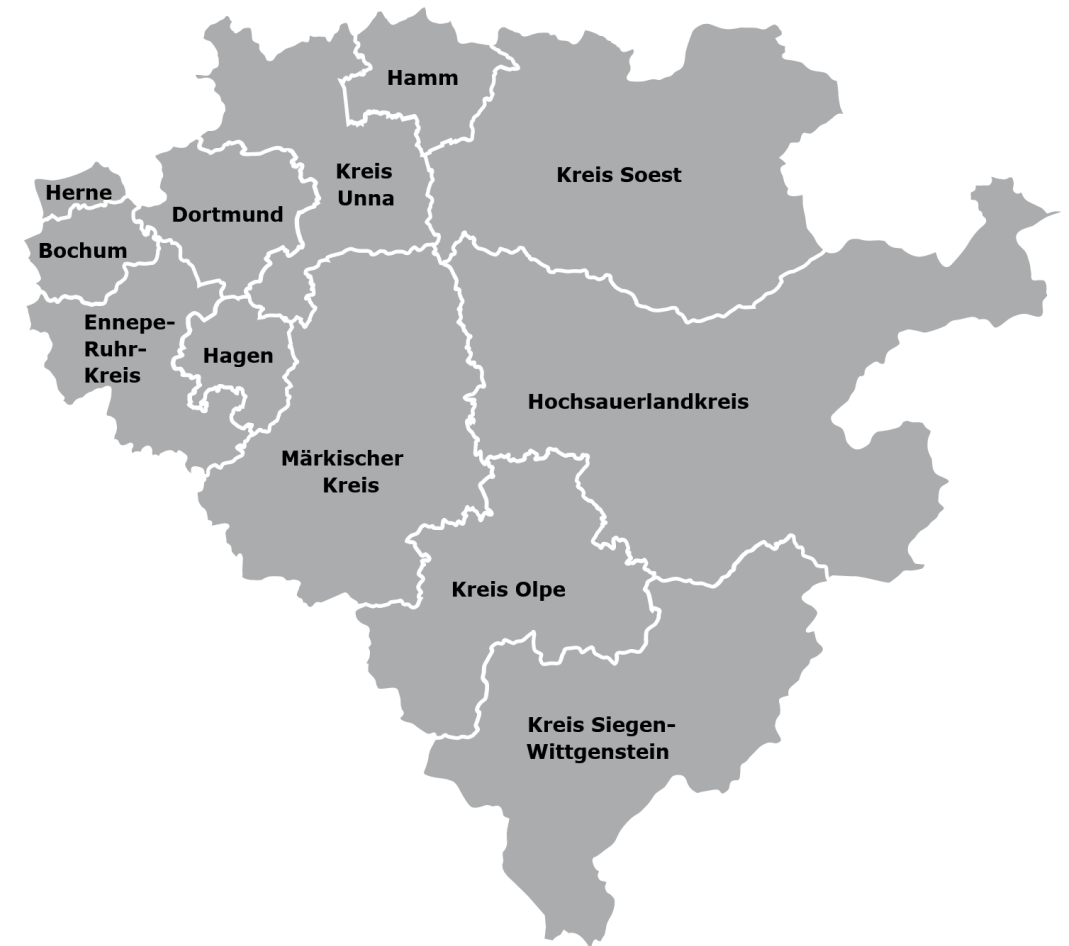 Hamm
Kreis
Unna
Kreis Soest
Herne
Dortmund
Bochum
Ennepe-
Ruhr-
Kreis
Hagen
Hochsauerlandkreis
Märkischer
Kreis
Kreis Olpe
Kreis Siegen-
Wittgenstein